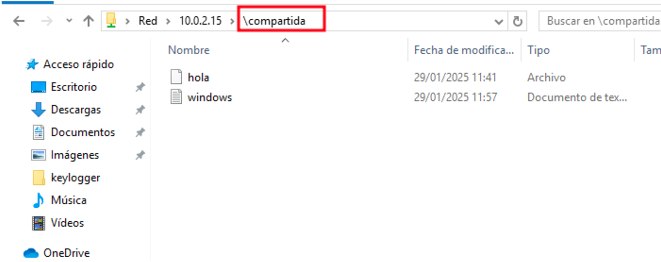 Red > 10.0.2.15 > \compartida
Buscar en \compartida
Nombre Fecha de modifica... Tipo Tam
Acceso rápido
Escritorio
Descargas
Documentos
Imágenes
keylogger
Música
Vídeos
OneDrive
hola 29/01/2025 11:41 Archivo
windows 29/01/2025 11:57 Documento de tex...